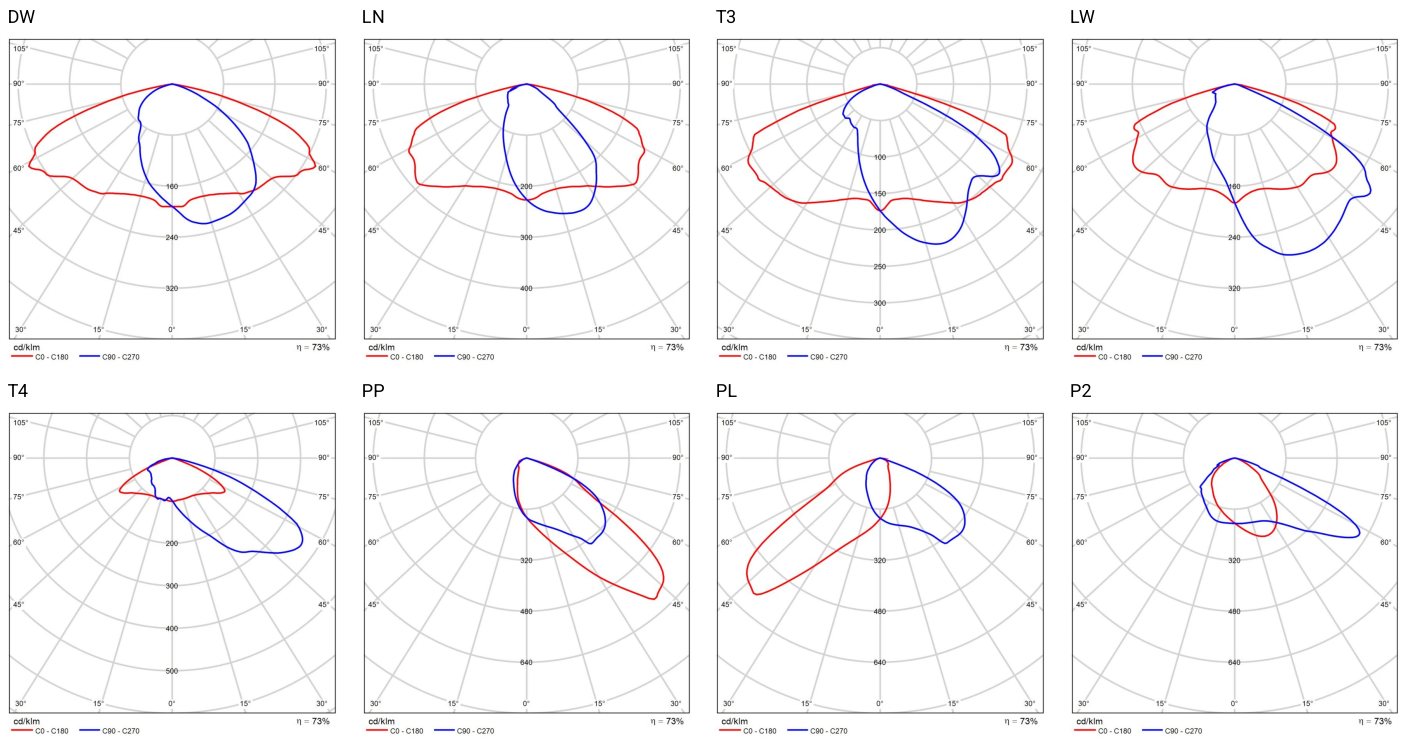 DW
105° 105°
90° 90°
75° 75°
60° 160 60°
45° 240 45°
320
30° 15° 0° 15° 30°
cd/klm η = 73%
C0 - C180 C90 - C270
LN
105° 105°
90° 90°
75° 75°
60° 200 60°
45° 300 45°
400
30° 15° 0° 15° 30°
cd/klm η = 73%
C0 - C180 C90 - C270
T3
105° 105°
90° 90°
75° 75°
100
60° 150 60°
200
45° 45°
250
300
30° 15° 0° 15° 30°
cd/klm η = 73%
C0 - C180 C90 - C270
LW
105° 105°
90° 90°
75° 75°
60° 160 60°
45° 240 45°
320
30° 15° 0° 15° 30°
cd/klm η = 73%
C0 - C180 C90 - C270
T4
105° 105°
90° 90°
75° 75°
60° 200 60°
300
45° 45°
400
500
30° 15° 0° 15° 30°
cd/klm η = 73%
C0 - C180 C90 - C270
PP
105° 105°
90° 90°
75° 75°
60° 320 60°
45° 480 45°
640
30° 15° 0° 15° 30°
cd/klm η = 73%
C0 - C180 C90 - C270
PL
105° 105°
90° 90°
75° 75°
60° 320 60°
45° 480 45°
640
30° 15° 0° 15° 30°
cd/klm η = 73%
C0 - C180 C90 - C270
P2
105° 105°
90° 90°
75° 75°
60° 320 60°
45° 480 45°
640
30° 15° 0° 15° 30°
cd/klm η = 73%
C0 - C180 C90 - C270